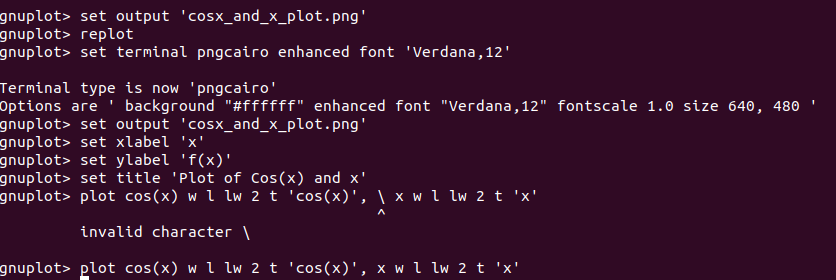 gnuplot> set output 'cosx_and_x_plot.png'
gnuplot> replot
gnuplot> set terminal pngcairo enhanced font 'Verdana,12'
Terminal type is now 'pngcairo'
Options are ' background "#ffffff" enhanced font "Verdana,12" fontscale 1.0 size 640, 480 '
gnuplot> set output 'cosx_and_x_plot.png'
gnuplot> set xlabel 'x'
gnuplot> set ylabel 'f(x)'
gnuplot> set title 'Plot of Cos(x) and x'
gnuplot> plot cos(x) w l lw 2 t 'cos(x)', \ x w l lw 2 t 'x'
^
invalid character \
gnuplot> plot cos(x) w l lw 2 t 'cos(x)', x w l lw 2 t 'x'